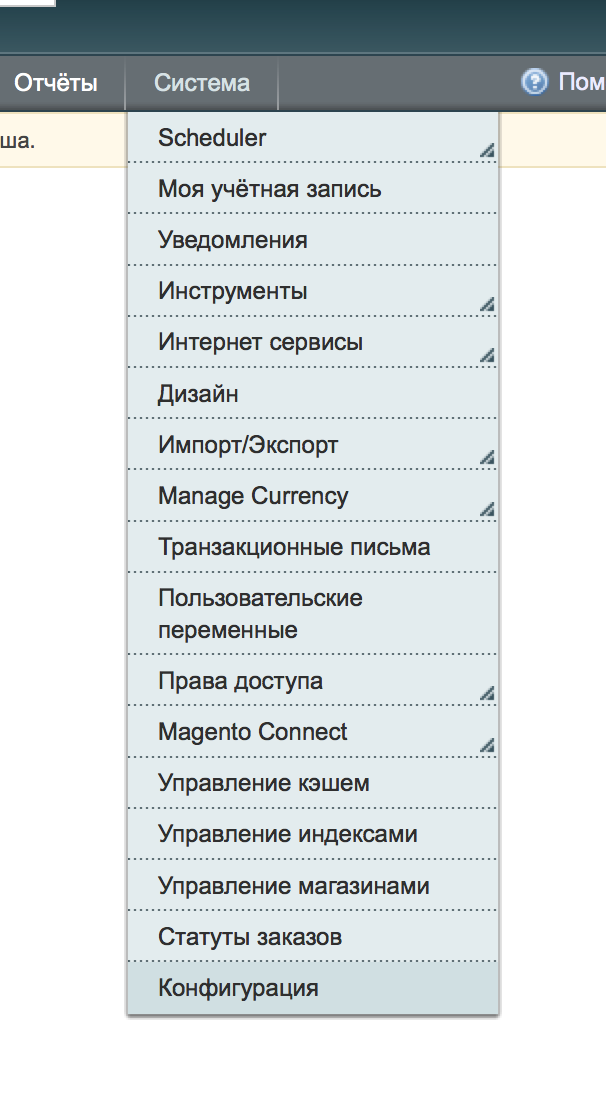 Отчёты
Система
Пом
ша.
Scheduler
Моя учётная запись
Уведомления
Инструменты
Интернет сервисы
Дизайн
Импорт/Экспорт
Manage Currency
Транзакционные письма
Пользовательские
переменные
Права доступа
Magento Connect
Управление кэшем
Управление индексами
Управление магазинами
Статуты заказов
Конфигурация